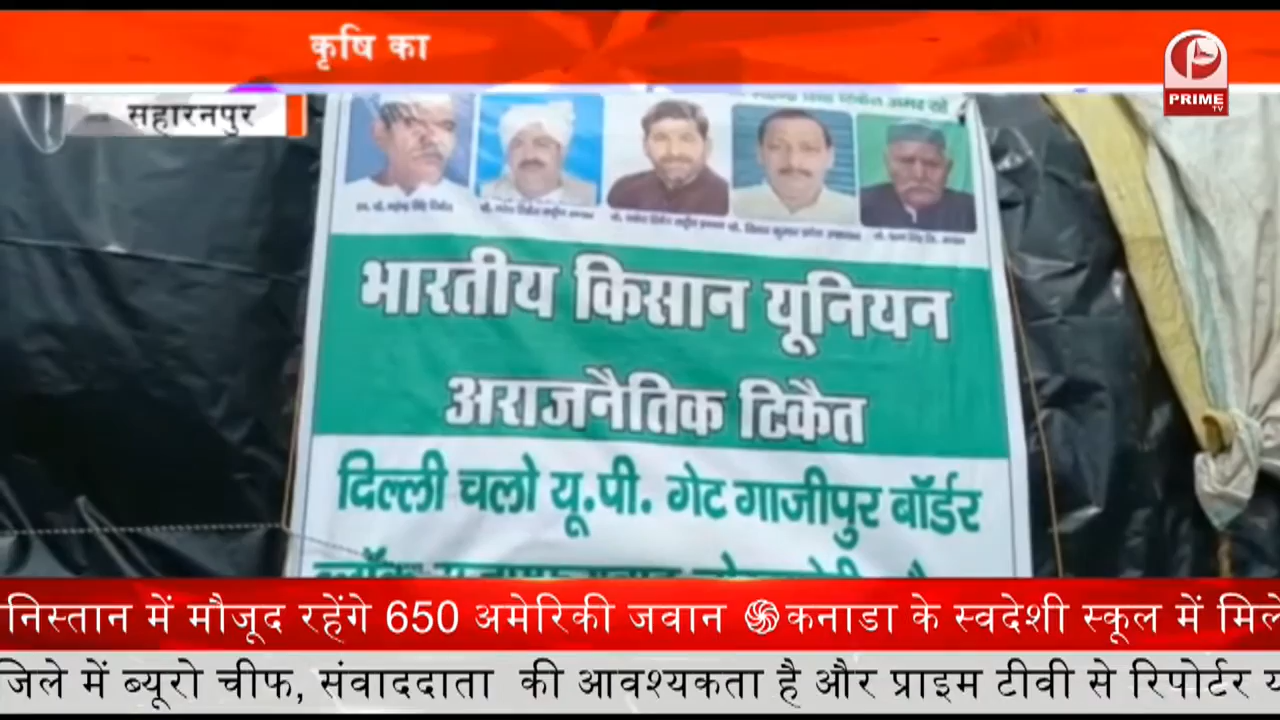 कृषि का
PRIME
TV
सहारनपुर
भारतीय किसान यूनियन
अराजनैतिक टिकैत
दिल्ली चलो यू.पी. गेट गाजीपुर बॉर्डर
निस्तान में मौजूद रहेंगे 650 अमेरिकी जवान कनाडा के स्वदेशी स्कूल में मिले
जिले में ब्यूरो चीफ, संवाददाता की आवश्यकता है और प्राइम टीवी से रिपोर्टर